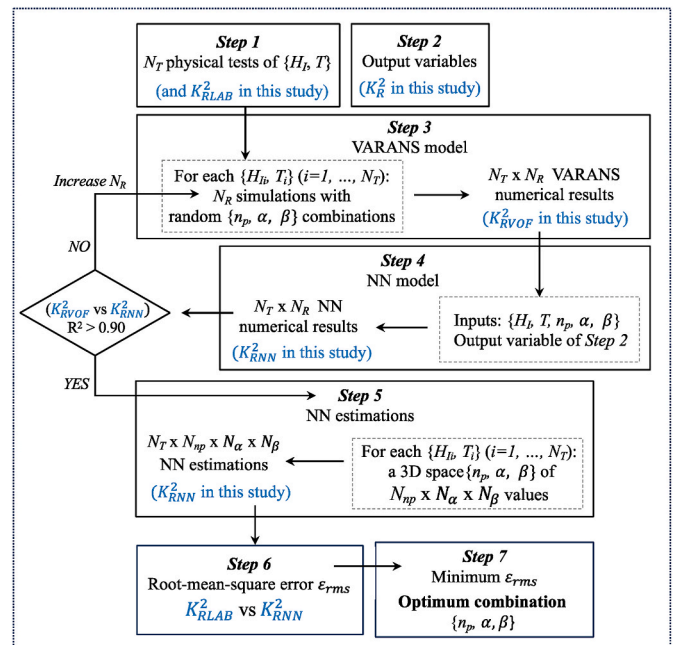 Step 1
N_T physical tests of {H_I, T}
(and K²_RLAB in this study)
Step 2
Output variables
(K²_R in this study)
Step 3
VARANS model
For each {H_Ii, T_i} (i=1, ..., N_T):
N_R simulations with
random {n_p, α, β} combinations
N_T x N_R VARANS
numerical results
(K²_RVOF in this study)
Increase N_R
NO
(K²_RVOF vs K²_RNN)
R² > 0.90
YES
Step 4
NN model
N_T x N_R NN
numerical results
(K²_RNN in this study)
Inputs: {H_I, T, n_p, α, β}
Output variable of Step 2
Step 5
NN estimations
N_T x N_np x N_α x N_β
NN estimations
(K²_RNN in this study)
For each {H_Ii, T_i} (i=1, ..., N_T):
a 3D space{n_p, α, β} of
N_np x N_α x N_β values
Step 6
Root-mean-square error ε_rms
K²_RLAB vs K²_RNN
Step 7
Minimum ε_rms
Optimum combination
{n_p, α, β}